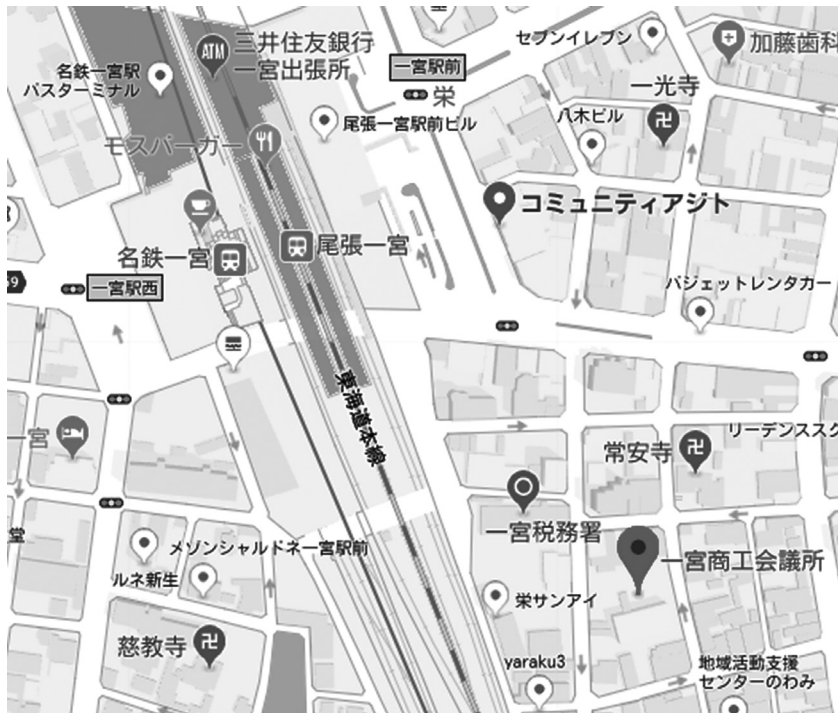 三井住友銀行
一宮出張所
ATM
一宮駅前
栄
セブンイレブン
加藤歯科
名鉄一宮駅
バスターミナル
モスバーガー
尾張一宮駅前ビル
一光寺
八木ビル
コミュニティアジト
名鉄一宮
尾張一宮
一宮駅西
バジェットレンタカー
東海道本線
一宮
常安寺
リーデンススク
一宮税務署
一宮商工会議所
堂
メゾンシャルドネ一宮駅前
ルネ新生
栄サンアイ
慈教寺
yaraku3
地域活動支援
センターのわみ